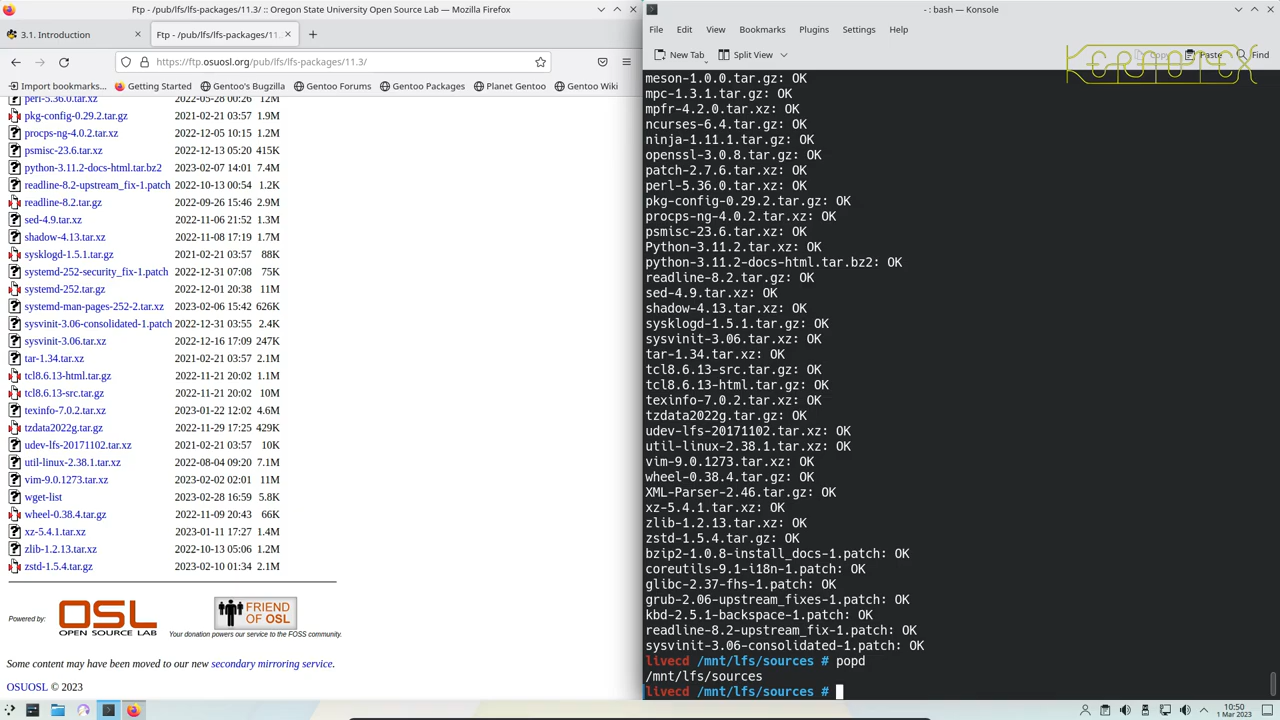 Ftp - /pub/lfs/lfs-packages/11.3/ :: Oregon State University Open Source Lab — Mozilla Firefox
3.1. Introduction
Ftp - /pub/lfs/lfs-packages/11.3/
https://ftp.osuosl.org/pub/lfs/lfs-packages/11.3/
Import bookmarks...
Getting Started
Gentoo's Bugzilla
Gentoo Forums
Gentoo Packages
Planet Gentoo
Gentoo Wiki
perl-5.36.0.tar.xz 2022-05-28 00:26 12M
pkg-config-0.29.2.tar.gz 2021-02-21 03:57 1.9M
procps-ng-4.0.2.tar.xz 2022-12-05 10:15 1.2M
psmisc-23.6.tar.xz 2022-12-13 05:20 415K
python-3.11.2-docs-html.tar.bz2 2023-02-07 14:01 7.4M
readline-8.2-upstream_fix-1.patch 2022-10-13 00:54 1.2K
readline-8.2.tar.gz 2022-09-26 15:46 2.9M
sed-4.9.tar.xz 2022-11-06 21:52 1.3M
shadow-4.13.tar.xz 2022-11-08 17:19 1.7M
sysklogd-1.5.1.tar.gz 2021-02-21 03:57 88K
systemd-252-security_fix-1.patch 2022-12-31 07:08 75K
systemd-252.tar.gz 2022-12-01 20:38 11M
systemd-man-pages-252-2.tar.xz 2023-02-06 15:42 626K
sysvinit-3.06-consolidated-1.patch 2022-12-31 03:55 2.4K
sysvinit-3.06.tar.xz 2022-12-16 17:09 247K
tar-1.34.tar.xz 2021-02-21 03:57 2.1M
tcl8.6.13-html.tar.gz 2022-11-21 20:02 1.1M
tcl8.6.13-src.tar.gz 2022-11-21 20:02 10M
texinfo-7.0.2.tar.xz 2023-01-22 12:02 4.6M
tzdata2022g.tar.gz 2022-11-29 17:25 429K
udev-lfs-20171102.tar.xz 2021-02-21 03:57 10K
util-linux-2.38.1.tar.xz 2022-08-04 09:20 7.1M
vim-9.0.1273.tar.xz 2023-02-02 02:01 11M
wget-list 2023-02-28 16:59 5.8K
wheel-0.38.4.tar.gz 2022-11-09 20:43 66K
xz-5.4.1.tar.xz 2023-01-11 17:27 1.4M
zlib-1.2.13.tar.xz 2022-10-13 05:06 1.2M
zstd-1.5.4.tar.gz 2023-02-10 01:34 2.1M
Powered by:
OSL
OPEN SOURCE LAB
FRIEND
OF OSL
Your donation powers our service to the FOSS community.
Some content may have been moved to our new secondary mirroring service.
OSUOSL © 2023
- : bash — Konsole
File Edit View Bookmarks Plugins Settings Help
New Tab
Split View
Copy
Paste
Find
KERNOTEX
meson-1.0.0.tar.gz: OK
mpc-1.3.1.tar.gz: OK
mpfr-4.2.0.tar.xz: OK
ncurses-6.4.tar.gz: OK
ninja-1.11.1.tar.gz: OK
openssl-3.0.8.tar.gz: OK
patch-2.7.6.tar.xz: OK
perl-5.36.0.tar.xz: OK
pkg-config-0.29.2.tar.gz: OK
procps-ng-4.0.2.tar.xz: OK
psmisc-23.6.tar.xz: OK
Python-3.11.2.tar.xz: OK
python-3.11.2-docs-html.tar.bz2: OK
readline-8.2.tar.gz: OK
sed-4.9.tar.xz: OK
shadow-4.13.tar.xz: OK
sysklogd-1.5.1.tar.gz: OK
sysvinit-3.06.tar.xz: OK
tar-1.34.tar.xz: OK
tcl8.6.13-src.tar.gz: OK
tcl8.6.13-html.tar.gz: OK
texinfo-7.0.2.tar.xz: OK
tzdata2022g.tar.gz: OK
udev-lfs-20171102.tar.xz: OK
util-linux-2.38.1.tar.xz: OK
vim-9.0.1273.tar.xz: OK
wheel-0.38.4.tar.gz: OK
XML-Parser-2.46.tar.gz: OK
xz-5.4.1.tar.xz: OK
zlib-1.2.13.tar.xz: OK
zstd-1.5.4.tar.gz: OK
bzip2-1.0.8-install_docs-1.patch: OK
coreutils-9.1-i18n-1.patch: OK
glibc-2.37-fhs-1.patch: OK
grub-2.06-upstream_fixes-1.patch: OK
kbd-2.5.1-backspace-1.patch: OK
readline-8.2-upstream_fix-1.patch: OK
sysvinit-3.06-consolidated-1.patch: OK
livecd /mnt/lfs/sources # popd
/mnt/lfs/sources
livecd /mnt/lfs/sources #
10:50
1 Mar 2023